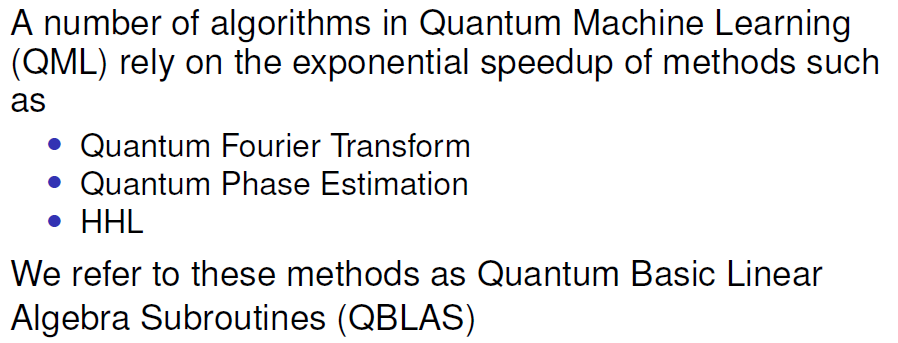 A number of algorithms in Quantum Machine Learning
(QML) rely on the exponential speedup of methods such
as
• Quantum Fourier Transform
• Quantum Phase Estimation
• HHL
We refer to these methods as Quantum Basic Linear
Algebra Subroutines (QBLAS)